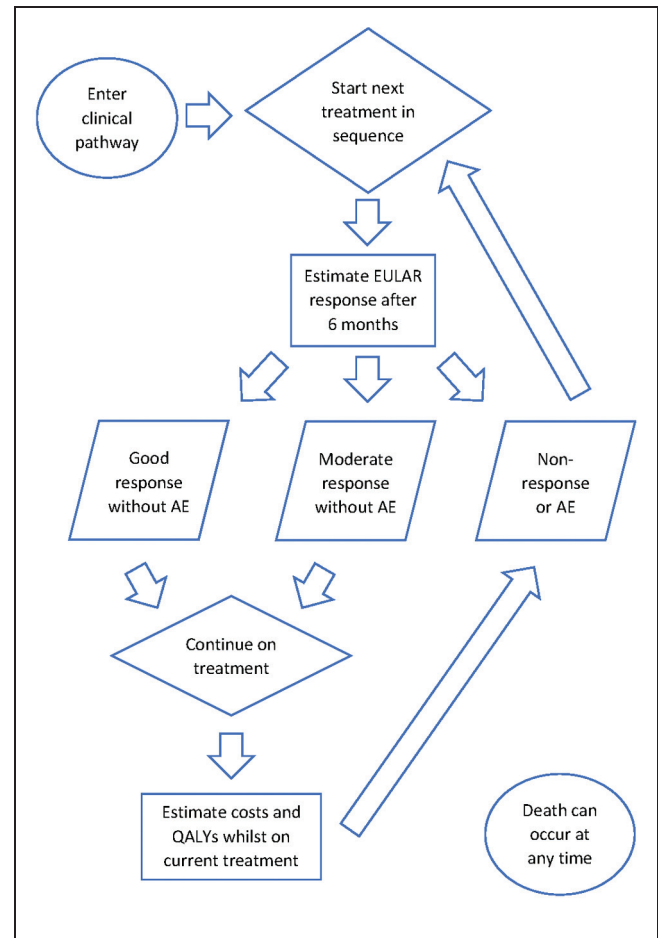 Enter
clinical
pathway
Start next
treatment in
sequence
Estimate EULAR
response after
6 months
Good
response
without AE
Moderate
response
without AE
Non-
response
or AE
Continue on
treatment
Estimate costs and
QALYs whilst on
current treatment
Death can
occur at
any time